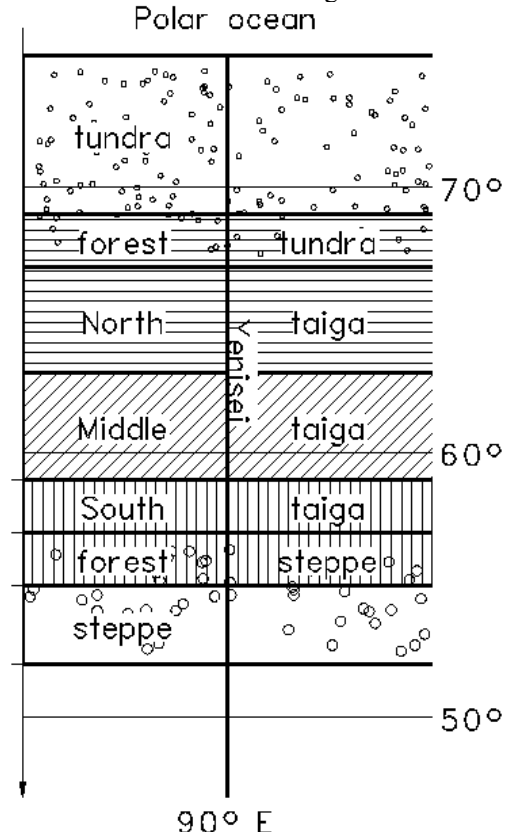 Polar ocean
tundra
70°
forest tundra
North taiga
Yenisei
Middle taiga
60°
South taiga
forest steppe
steppe
50°
90° E